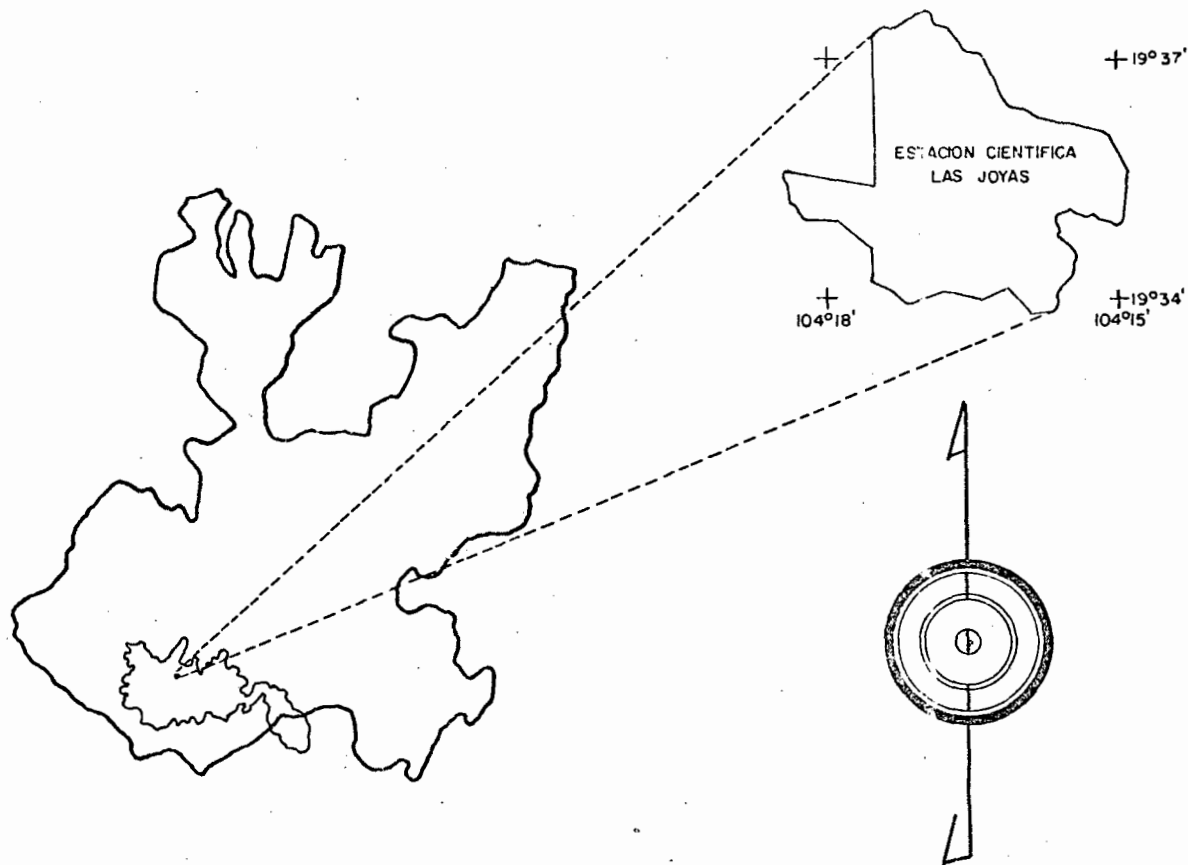 19° 37'
ESTACION CIENTIFICA
LAS JOYAS
19° 34'
104° 18'
104° 15'